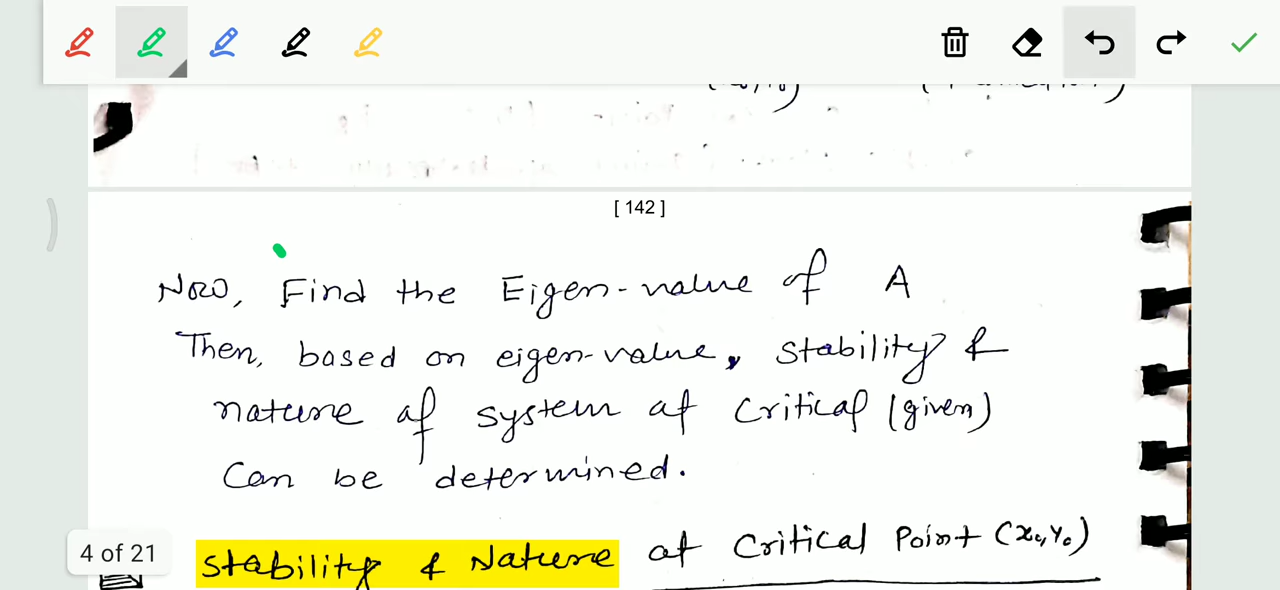 [ 142 ]
Now, Find the Eigen-value of A
Then, based on eigen-value, Stability &
nature of system at Critical (given)
Can be determined.
4 of 21
Stability & Nature at Critical Point (x₀,y₀)